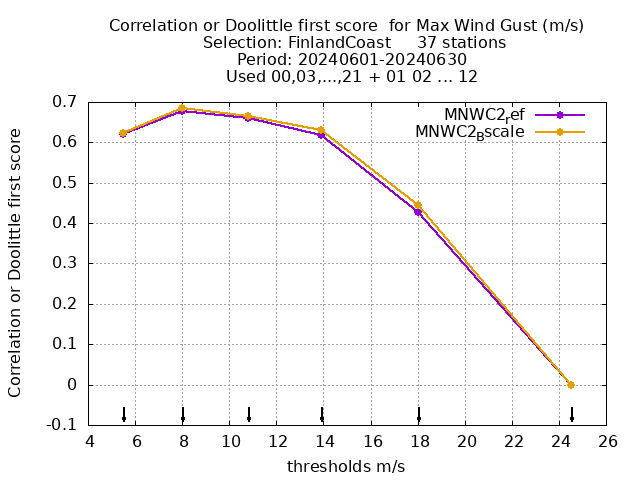 Correlation or Doolittle first score  for Max Wind Gust (m/s)
Selection: FinlandCoast     37 stations
Period: 20240601-20240630
Used 00,03,...,21 + 01 02 ... 12
MNWC2ref
MNWC2Bscale
Correlation or Doolittle first score
0.7
0.6
0.5
0.4
0.3
0.2
0.1
0
-0.1
4 6 8 10 12 14 16 18 20 22 24 26
thresholds m/s